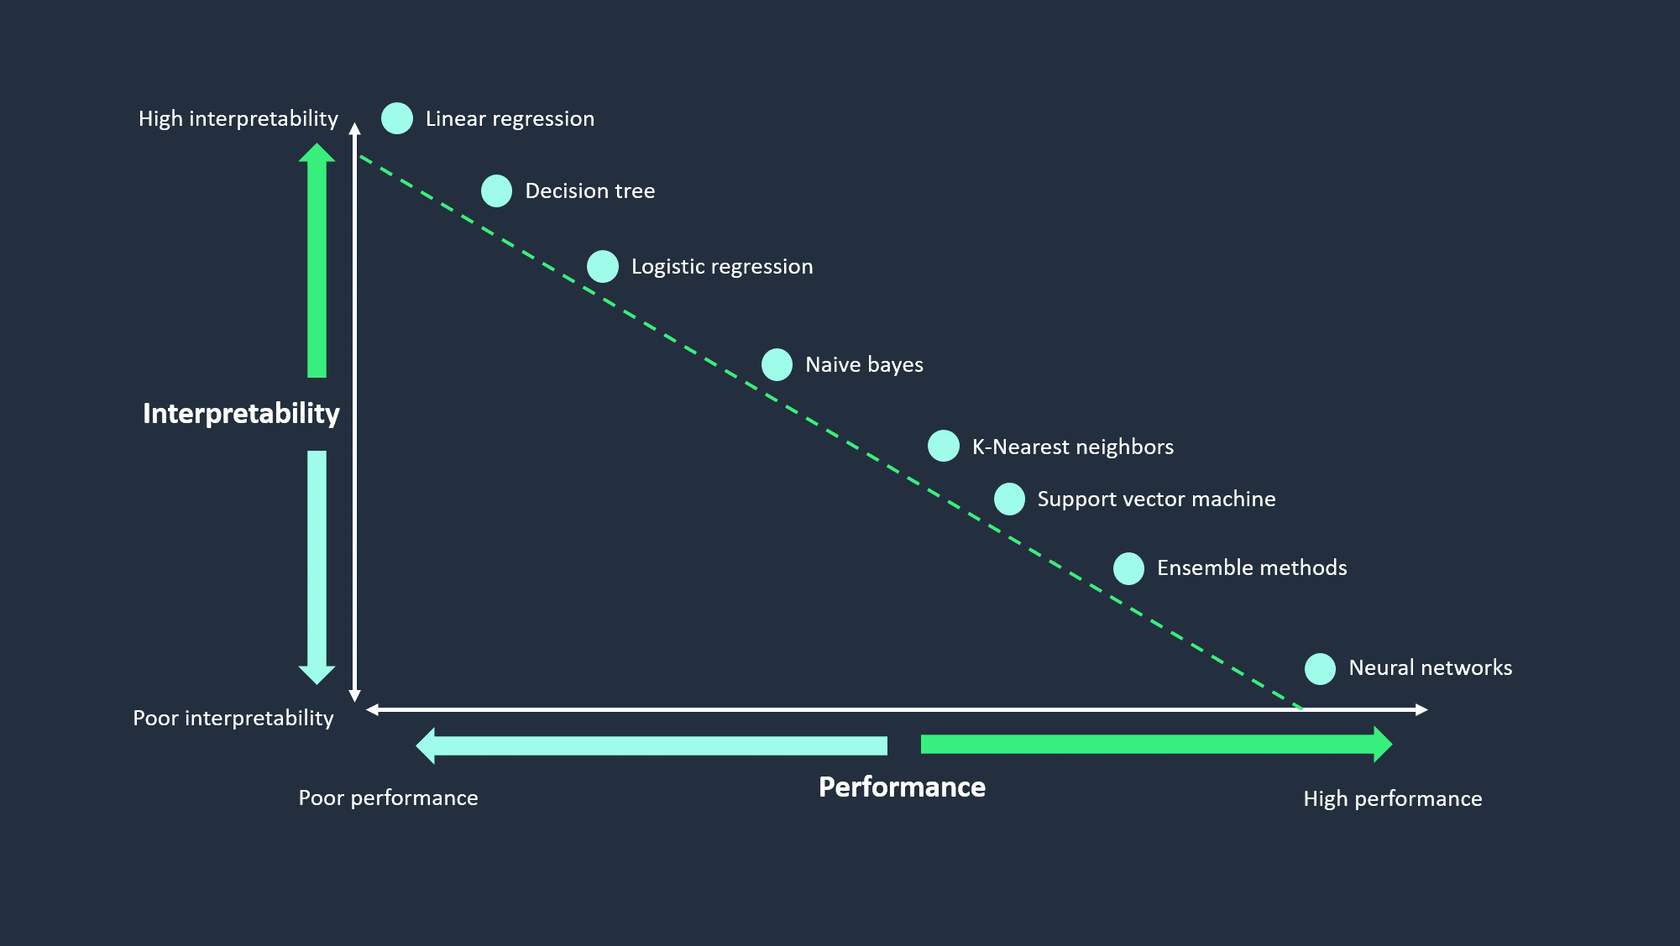 High interpretability
Linear regression
Decision tree
Logistic regression
Naive bayes
Interpretability
K-Nearest neighbors
Support vector machine
Ensemble methods
Neural networks
Poor interpretability
Performance
Poor performance
High performance